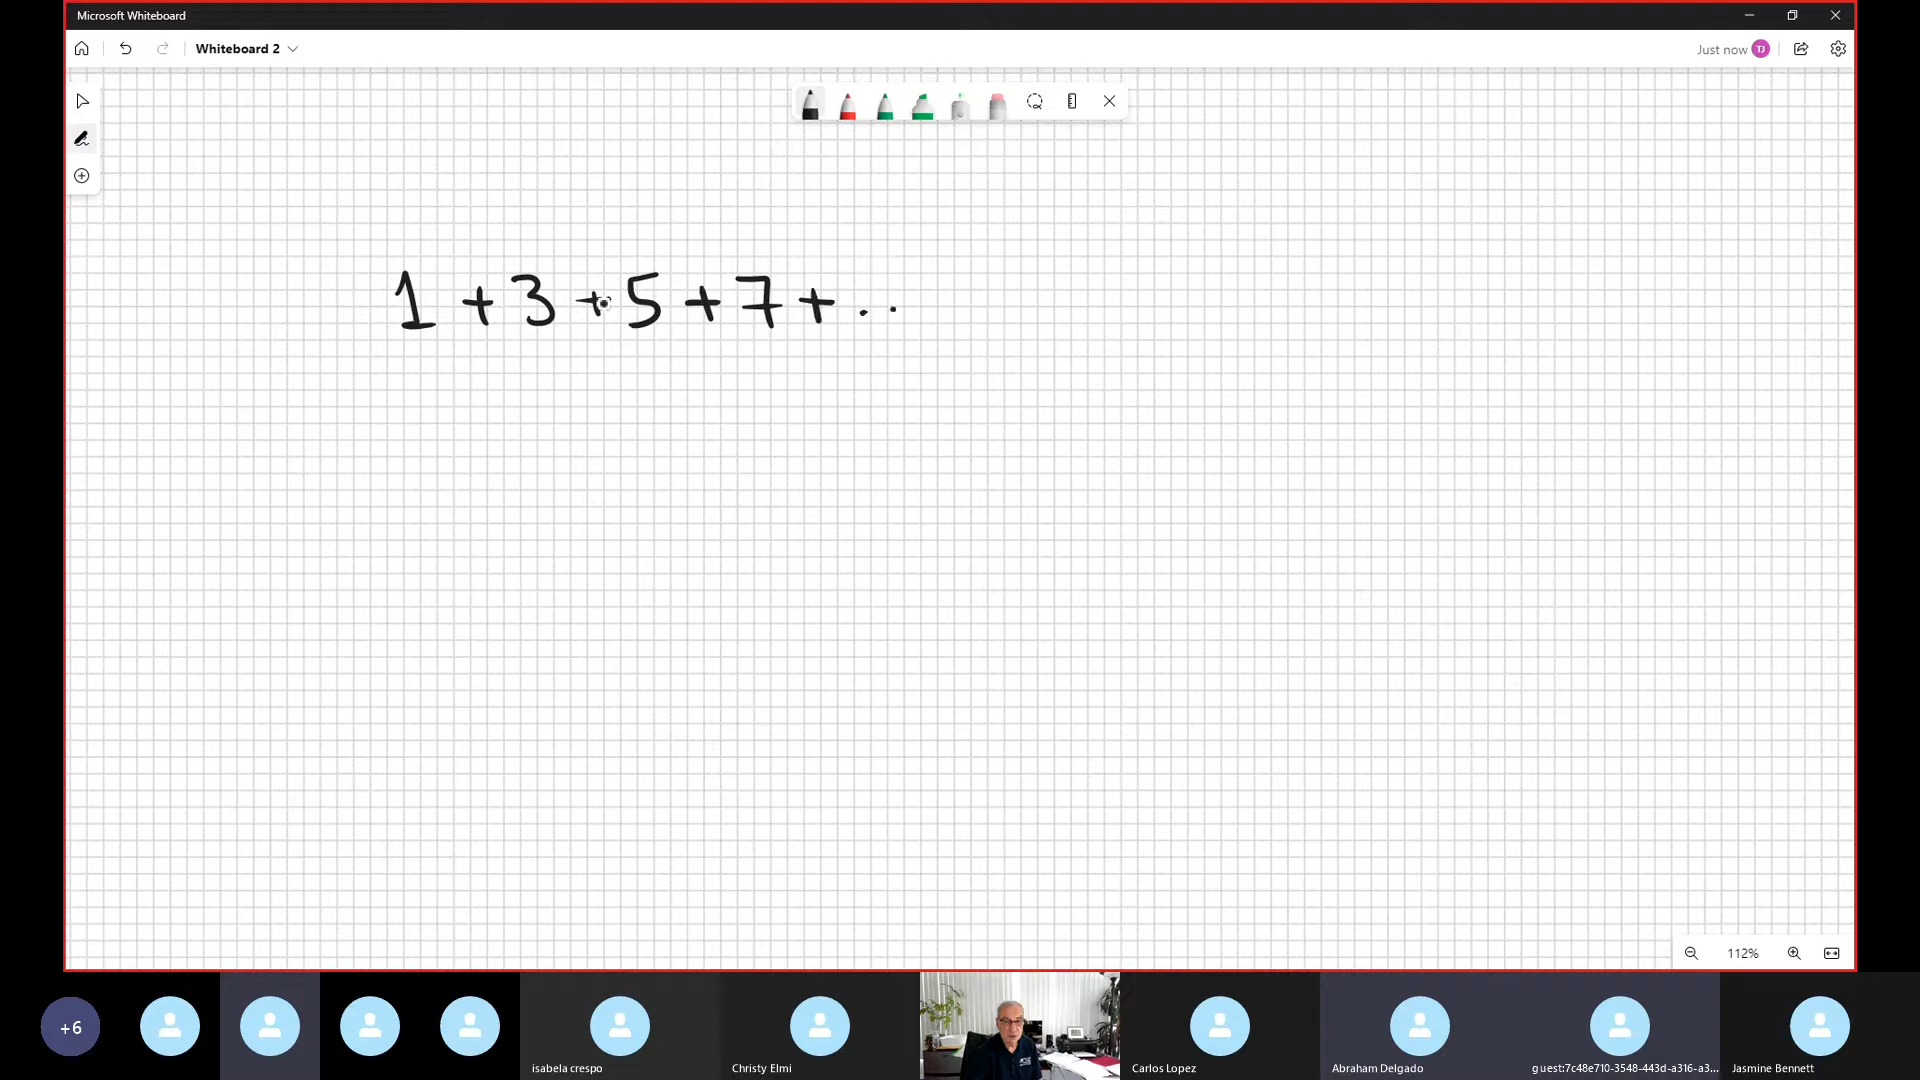 Microsoft Whiteboard
Whiteboard 2
Just now TJ
1 + 3 + 5 + 7 + . .
112%
+6
isabela crespo
Christy Elmi
Carlos Lopez
Abraham Delgado
guest:7c48e710-3548-443d-a316-a3...
Jasmine Bennett